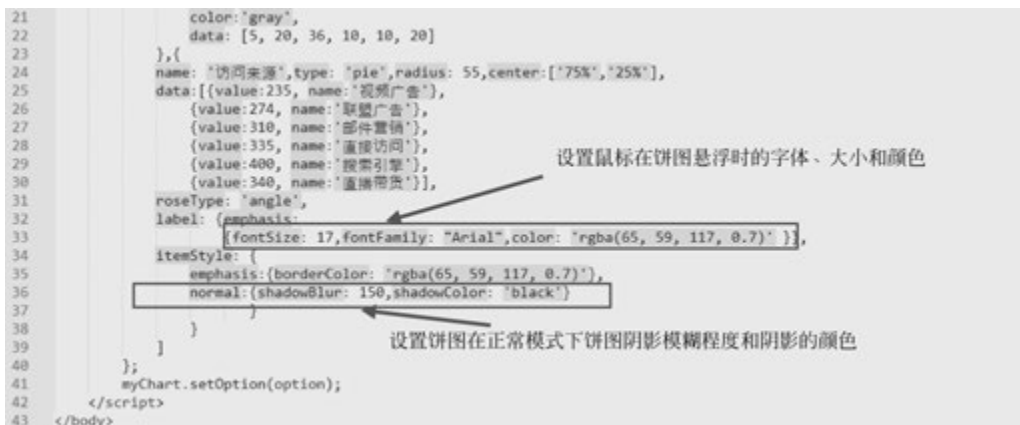 21 color:'gray',
22 data: [5, 20, 36, 10, 10, 20]
23 },{
24 name: '访问来源',type: 'pie',radius: 55,center:['75%','25%'],
25 data:[{value:235, name:'视频广告'},
26 {value:274, name:'联盟广告'},
27 {value:310, name:'部件营销'},
28 {value:335, name:'直接访问'},
设置鼠标在饼图悬浮时的字体、大小和颜色
29 {value:400, name:'搜索引擎'},
30 {value:340, name:'直播带货'}],
31 roseType: 'angle',
32 label: {emphasis:
33 {fontSize: 17,fontFamily: "Arial",color: 'rgba(65, 59, 117, 0.7)' }},
34 itemStyle: {
35 emphasis:{borderColor: 'rgba(65, 59, 117, 0.7)'},
36 normal:{shadowBlur: 150,shadowColor: 'black'}
37 }
38 }
设置饼图在正常模式下饼图阴影模糊程度和阴影的颜色
39 ]
40 };
41 myChart.setOption(option);
42 </script>
43 </body>